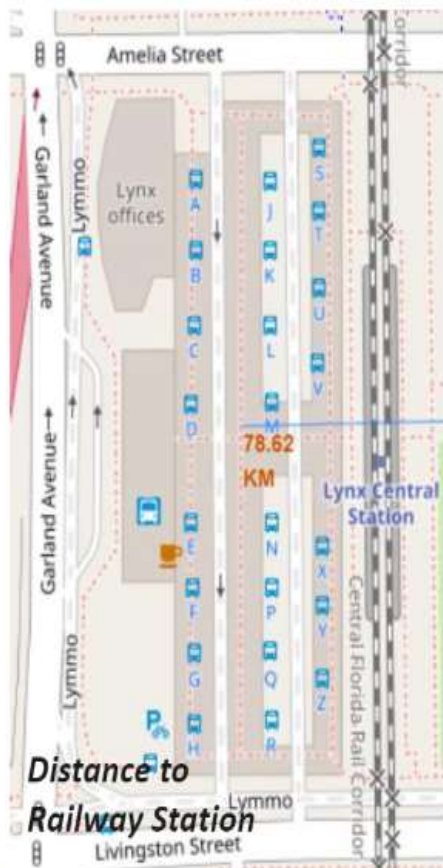 Amelia Street
Corridor
Garland Avenue
Lymmo
Lynx
offices
A
B
C
D
E
F
G
H
J
K
L
M
N
P
Q
R
S
T
U
V
X
Y
Z
78.62
KM
Lynx Central
Station
Garland Avenue
Central Florida Rail Corridor
Lymmo
P
Distance to
Railway Station
Lymmo
Livingston Street